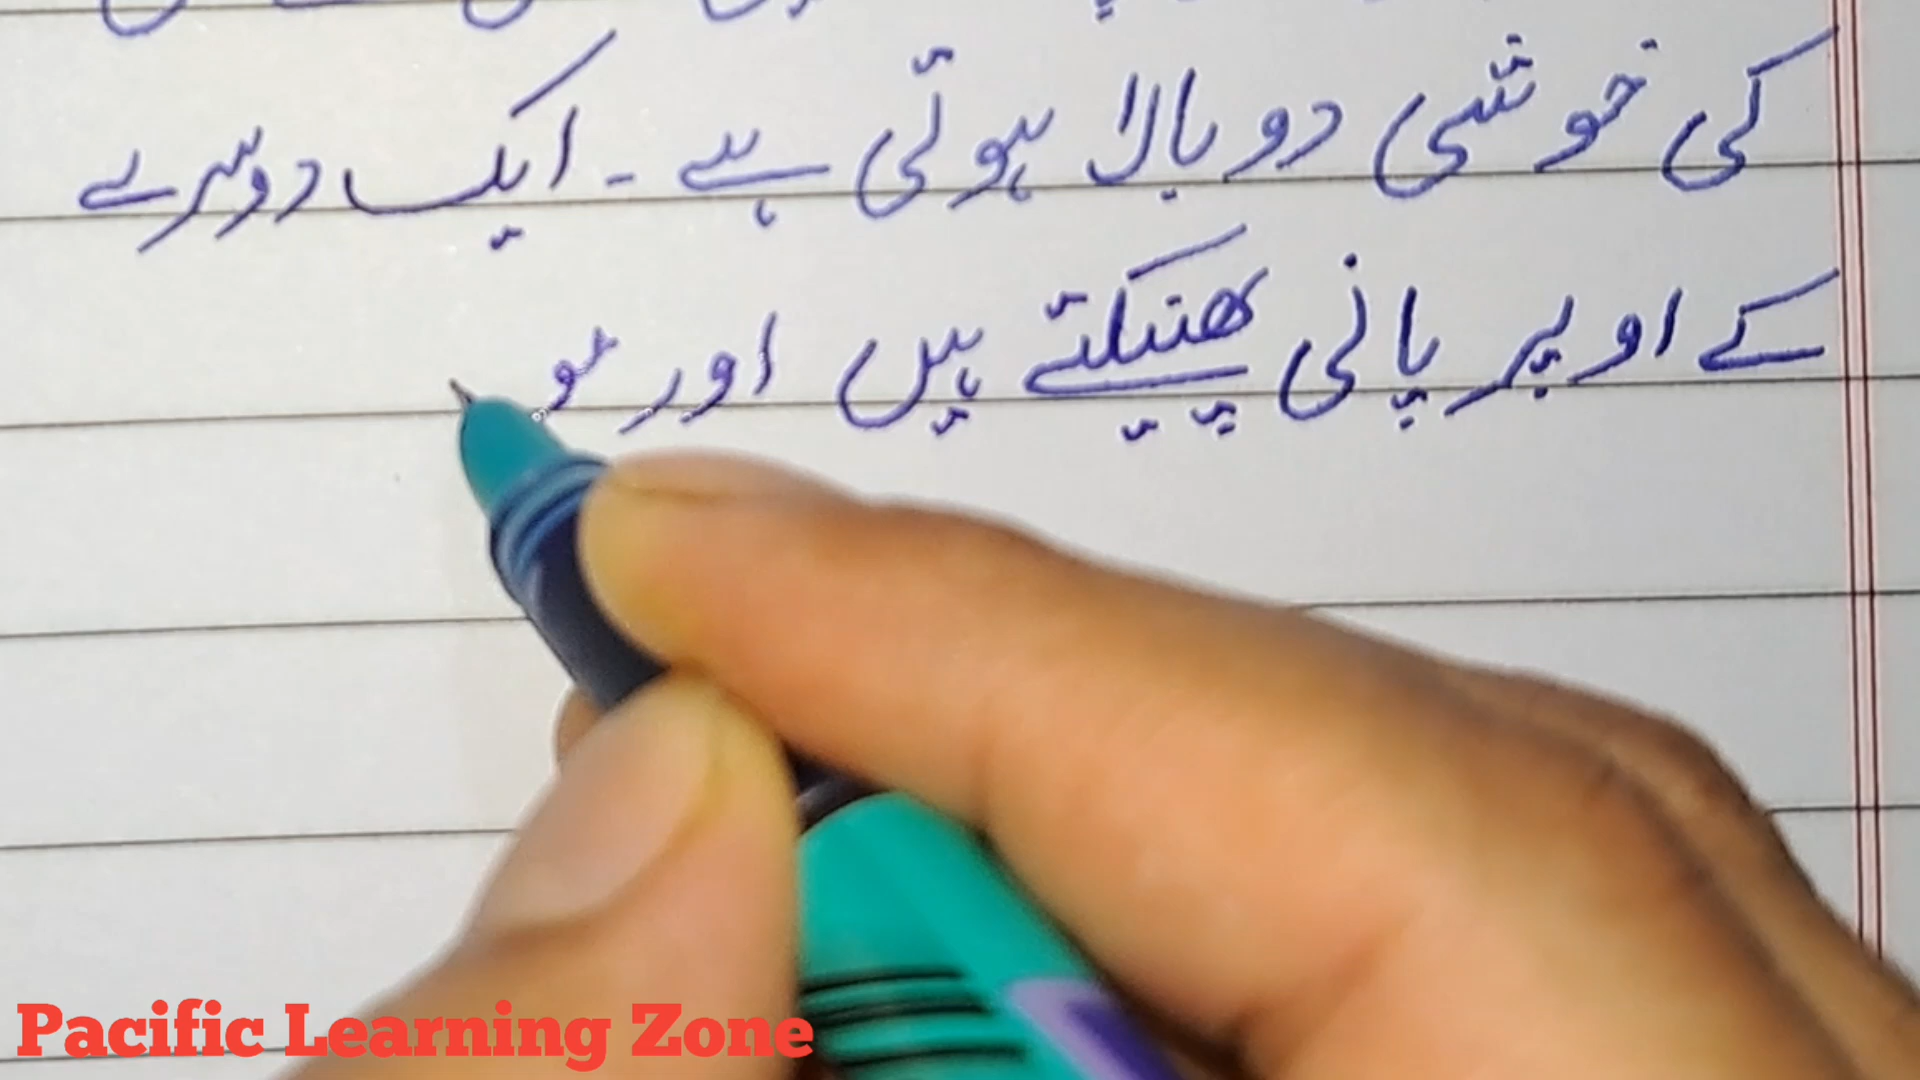 کی خوشی دوبالا ہوتی ہے ۔ ایک دوسرے
کے اوپر پانی پھینکتے ہیں اور
Pacific Learning Zone